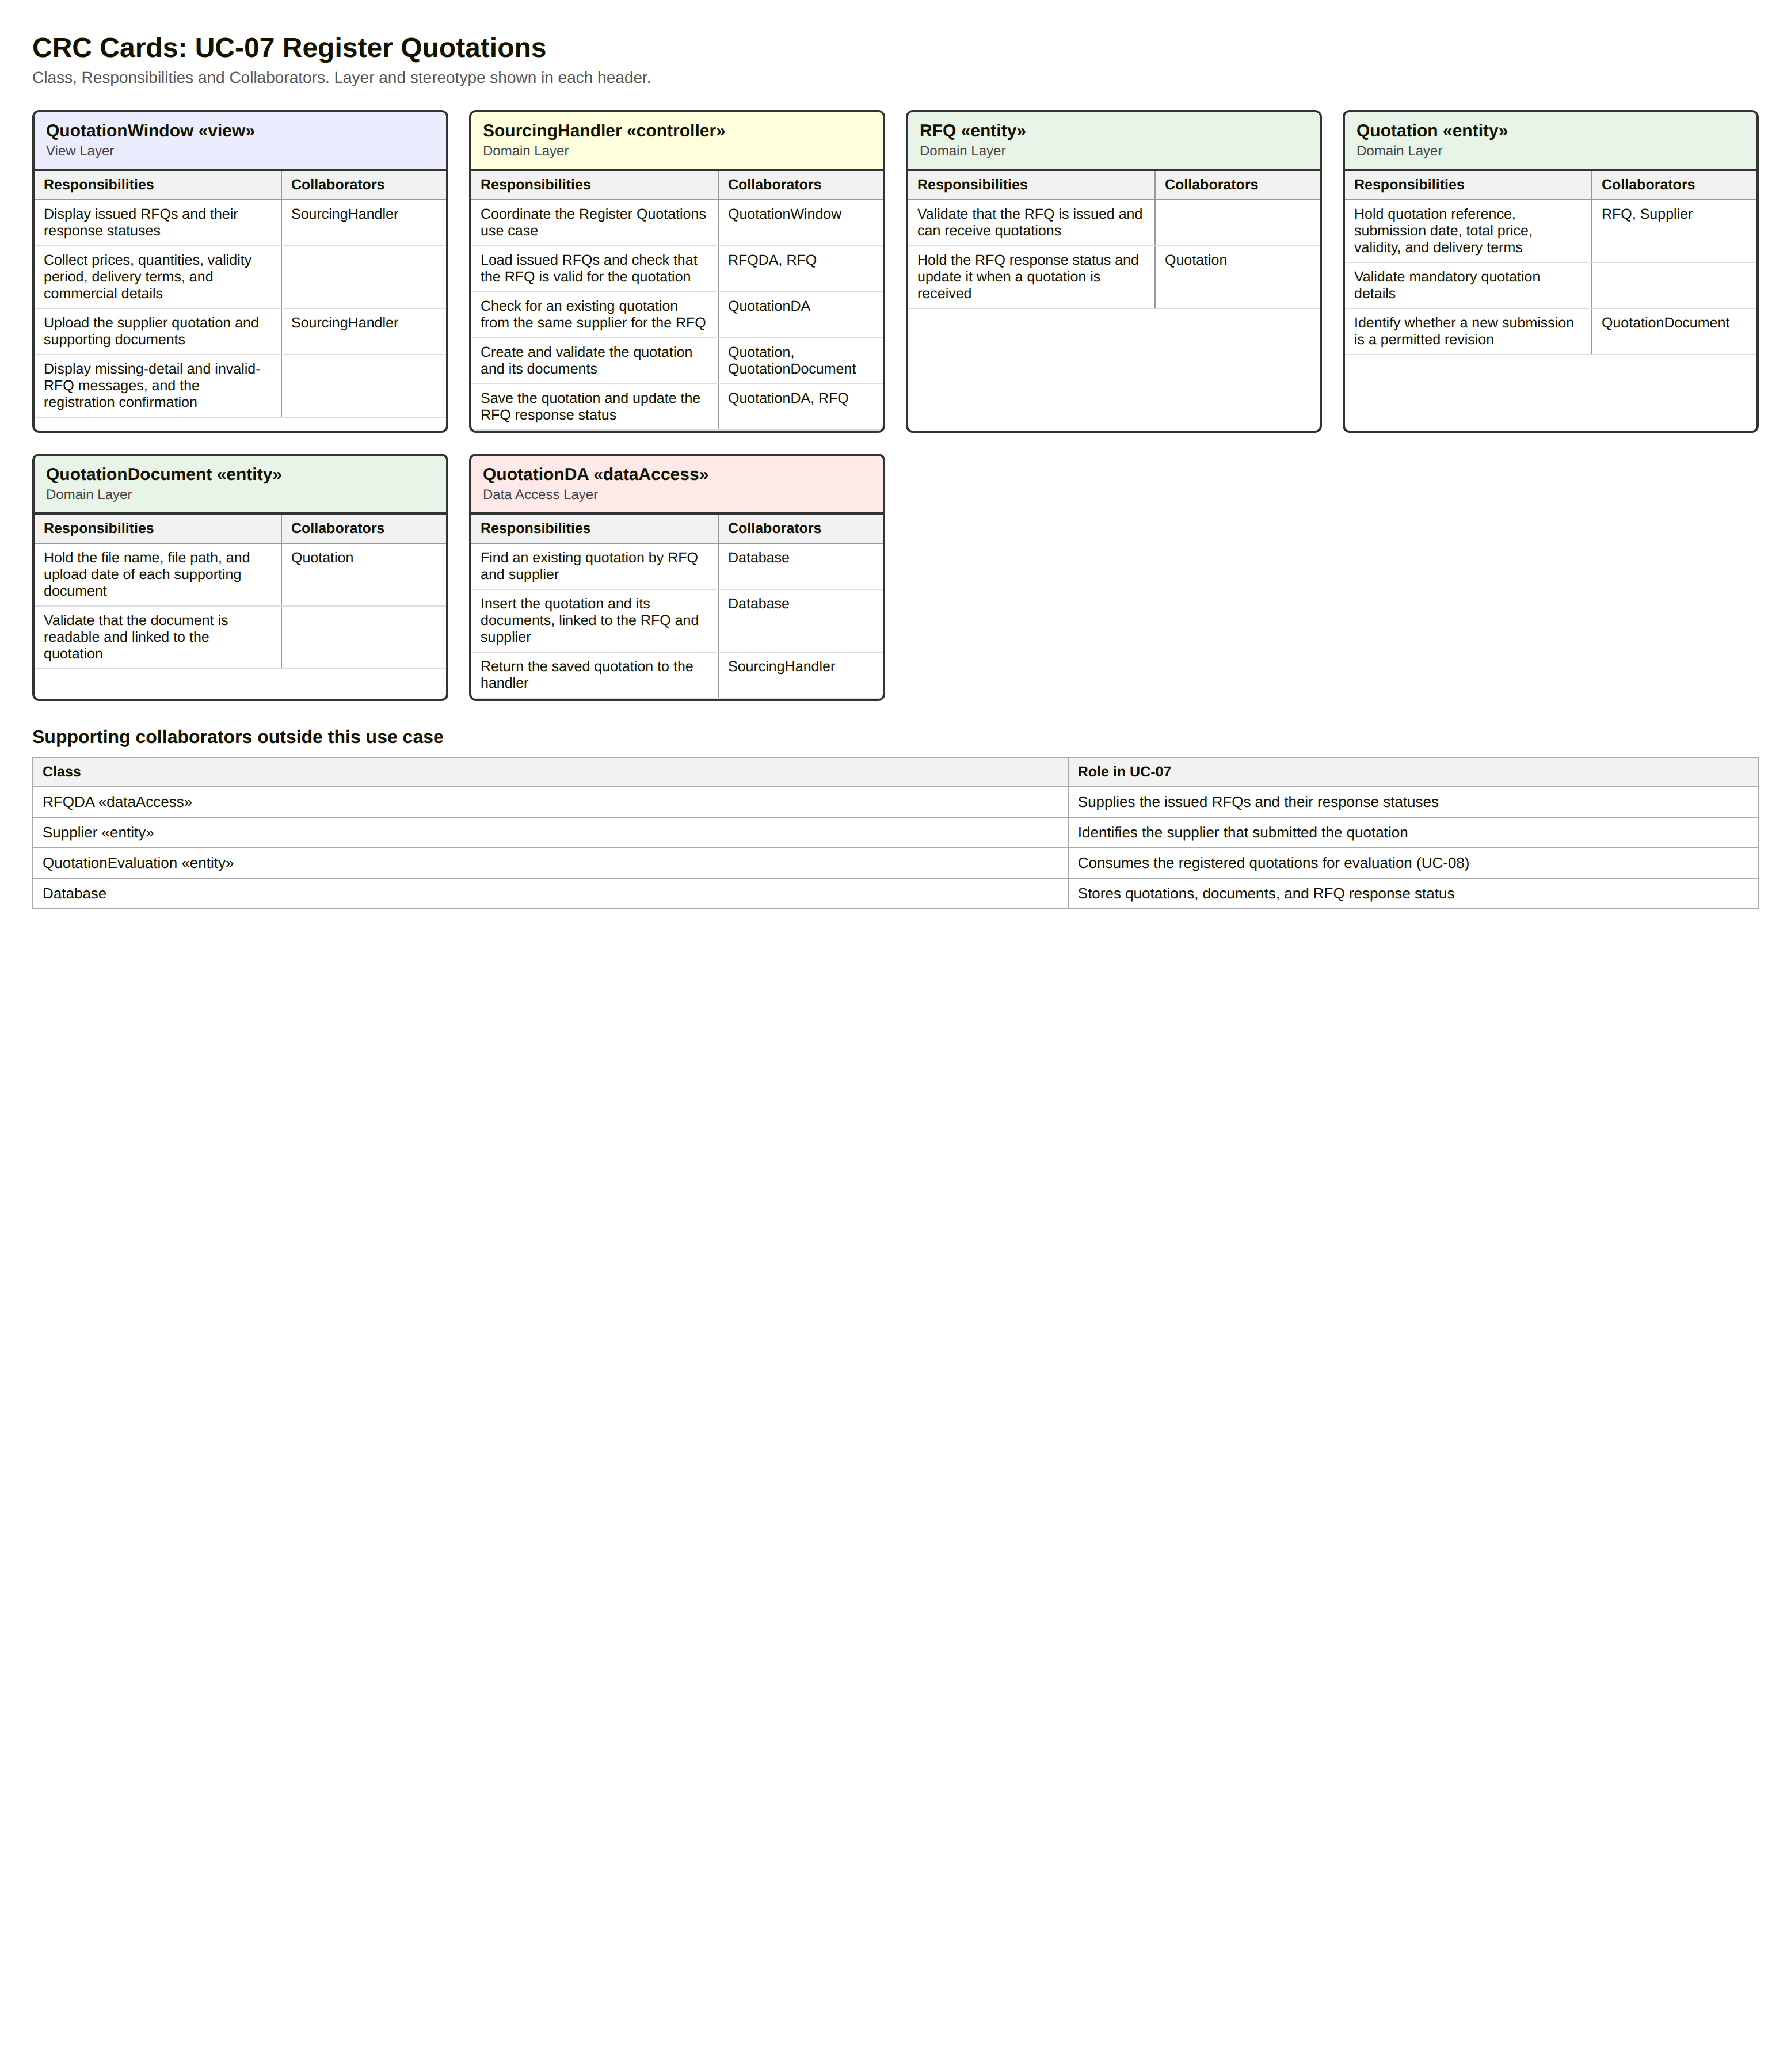 CRC Cards: UC-07 Register Quotations
Class, Responsibilities and Collaborators. Layer and stereotype shown in each header.
QuotationWindow «view»
View Layer
Responsibilities Collaborators
Display issued RFQs and their SourcingHandler
response statuses
Collect prices, quantities, validity
period, delivery terms, and
commercial details
Upload the supplier quotation and SourcingHandler
supporting documents
Display missing-detail and invalid-
RFQ messages, and the
registration confirmation
SourcingHandler «controller»
Domain Layer
Responsibilities Collaborators
Coordinate the Register Quotations QuotationWindow
use case
Load issued RFQs and check that RFQDA, RFQ
the RFQ is valid for the quotation
Check for an existing quotation QuotationDA
from the same supplier for the RFQ
Create and validate the quotation Quotation,
and its documents QuotationDocument
Save the quotation and update the QuotationDA, RFQ
RFQ response status
RFQ «entity»
Domain Layer
Responsibilities Collaborators
Validate that the RFQ is issued and
can receive quotations
Hold the RFQ response status and Quotation
update it when a quotation is
received
Quotation «entity»
Domain Layer
Responsibilities Collaborators
Hold quotation reference, RFQ, Supplier
submission date, total price,
validity, and delivery terms
Validate mandatory quotation
details
Identify whether a new submission QuotationDocument
is a permitted revision
QuotationDocument «entity»
Domain Layer
Responsibilities Collaborators
Hold the file name, file path, and Quotation
upload date of each supporting
document
Validate that the document is
readable and linked to the
quotation
QuotationDA «dataAccess»
Data Access Layer
Responsibilities Collaborators
Find an existing quotation by RFQ Database
and supplier
Insert the quotation and its Database
documents, linked to the RFQ and
supplier
Return the saved quotation to the SourcingHandler
handler
Supporting collaborators outside this use case
Class Role in UC-07
RFQDA «dataAccess» Supplies the issued RFQs and their response statuses
Supplier «entity» Identifies the supplier that submitted the quotation
QuotationEvaluation «entity» Consumes the registered quotations for evaluation (UC-08)
Database Stores quotations, documents, and RFQ response status